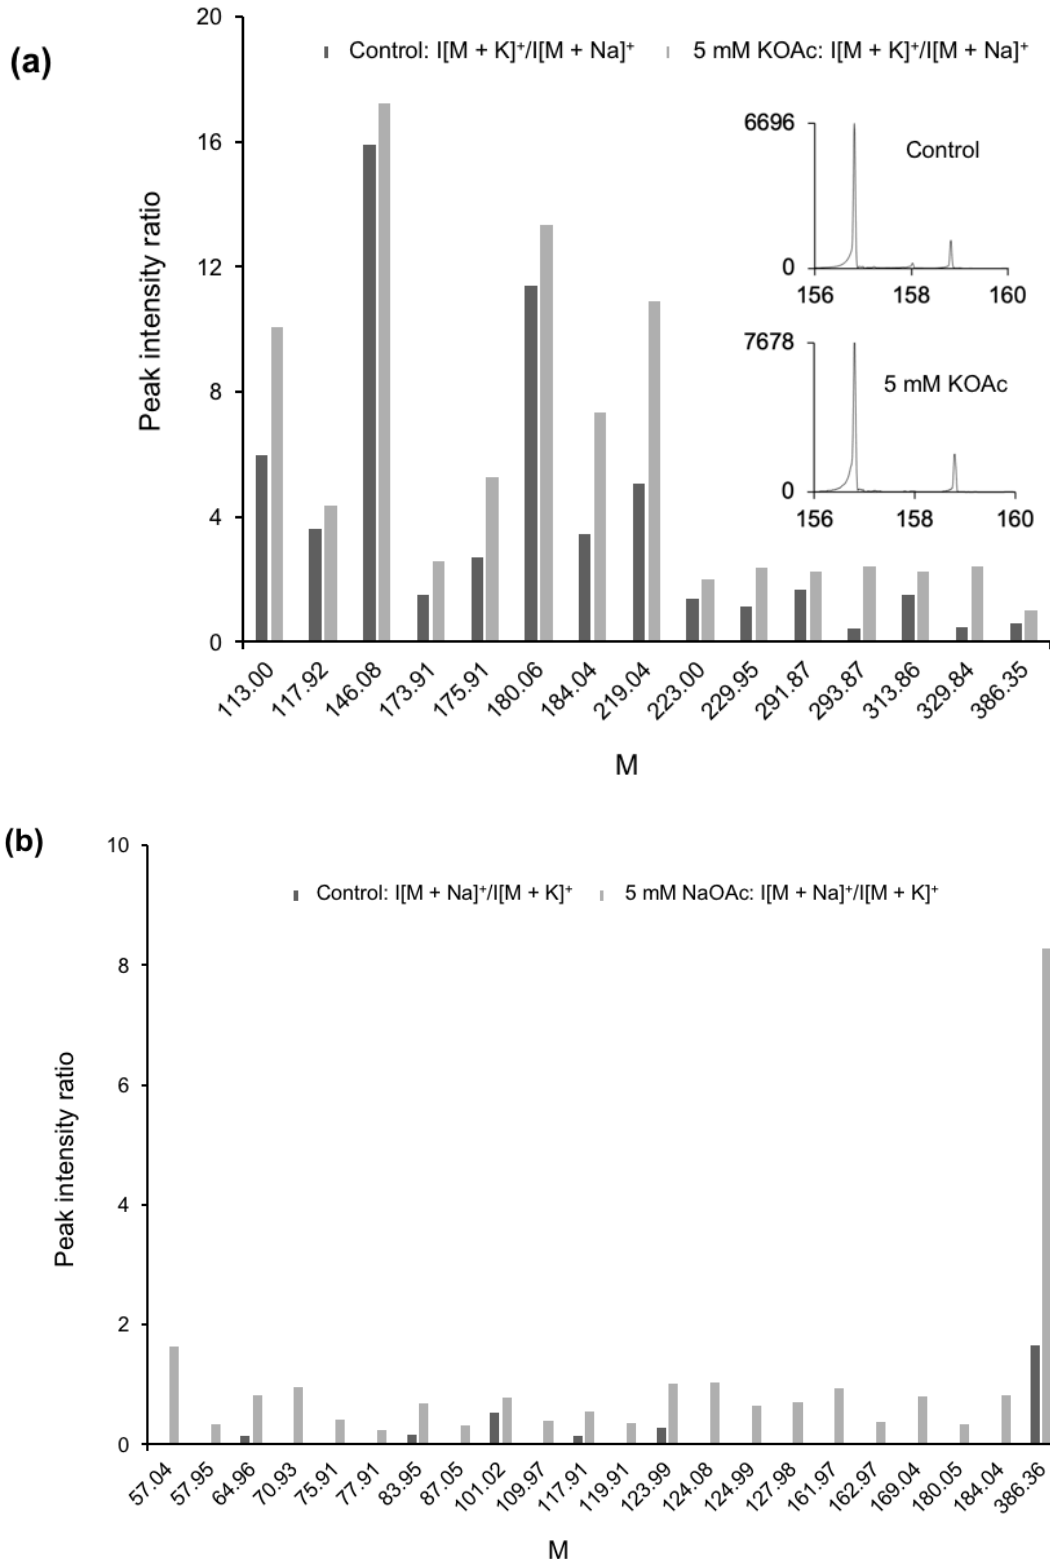 (a)
20
16
12
8
4
0
Peak intensity ratio
Control: I[M + K]⁺/I[M + Na]⁺ 5 mM KOAc: I[M + K]⁺/I[M + Na]⁺
6696
Control
0
156 158 160
7678
5 mM KOAc
0
156 158 160
113.00 117.92 146.08 173.91 175.91 180.06 184.04 219.04 223.00 229.95 291.87 293.87 313.86 329.84 386.35
M
(b)
10
8
6
4
2
0
Peak intensity ratio
Control: I[M + Na]⁺/I[M + K]⁺ 5 mM NaOAc: I[M + Na]⁺/I[M + K]⁺
57.04 57.95 64.96 70.93 75.91 77.91 83.95 87.05 101.02 109.97 117.91 119.91 123.99 124.08 124.99 127.98 161.97 162.97 169.04 180.05 184.04 386.36
M